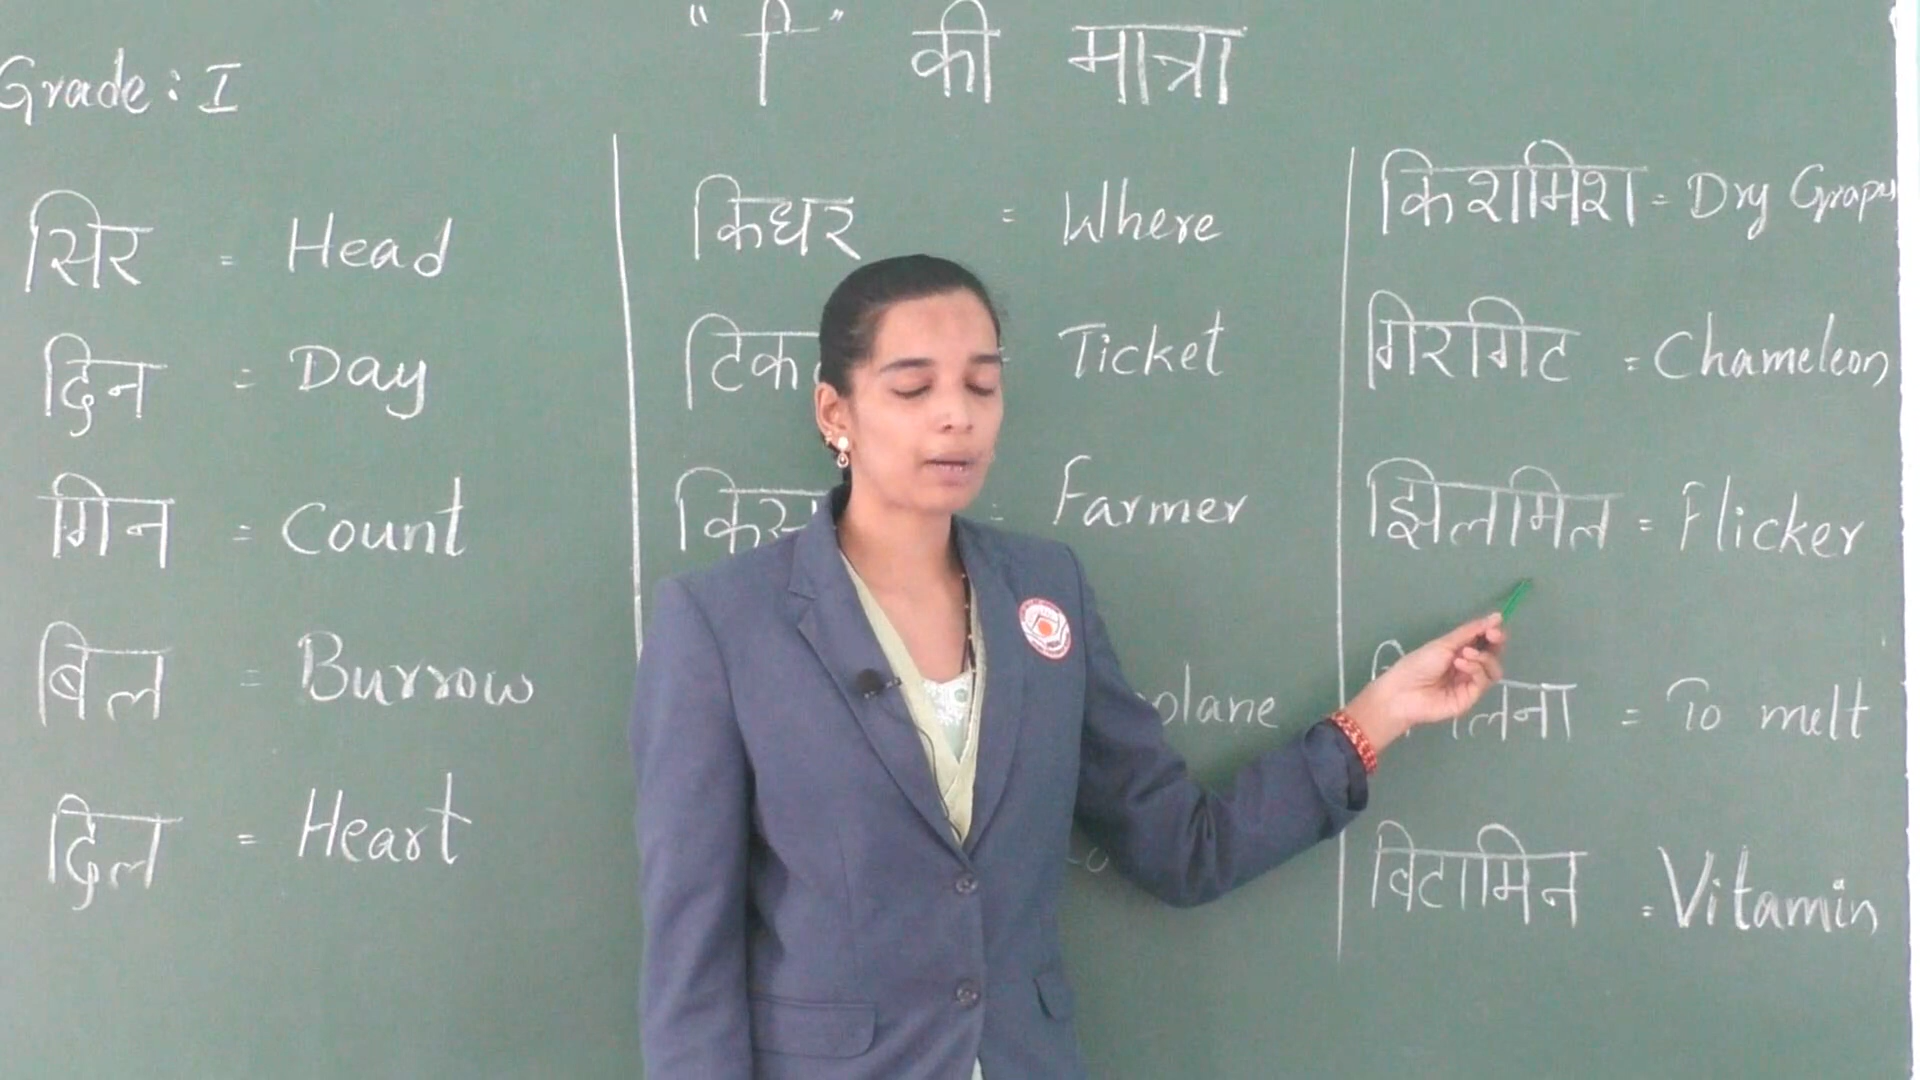 "ि" की मात्रा
Grade: I
सिर = Head
दिन = Day
गिन = Count
बिल = Burrow
दिल = Heart
किधर = Where
= Ticket
= Farmer
किशमिश = Dry Grapes
गिरगिट = Chameleon
झिलमिल = Flicker
= To melt
विटामिन = Vitamin